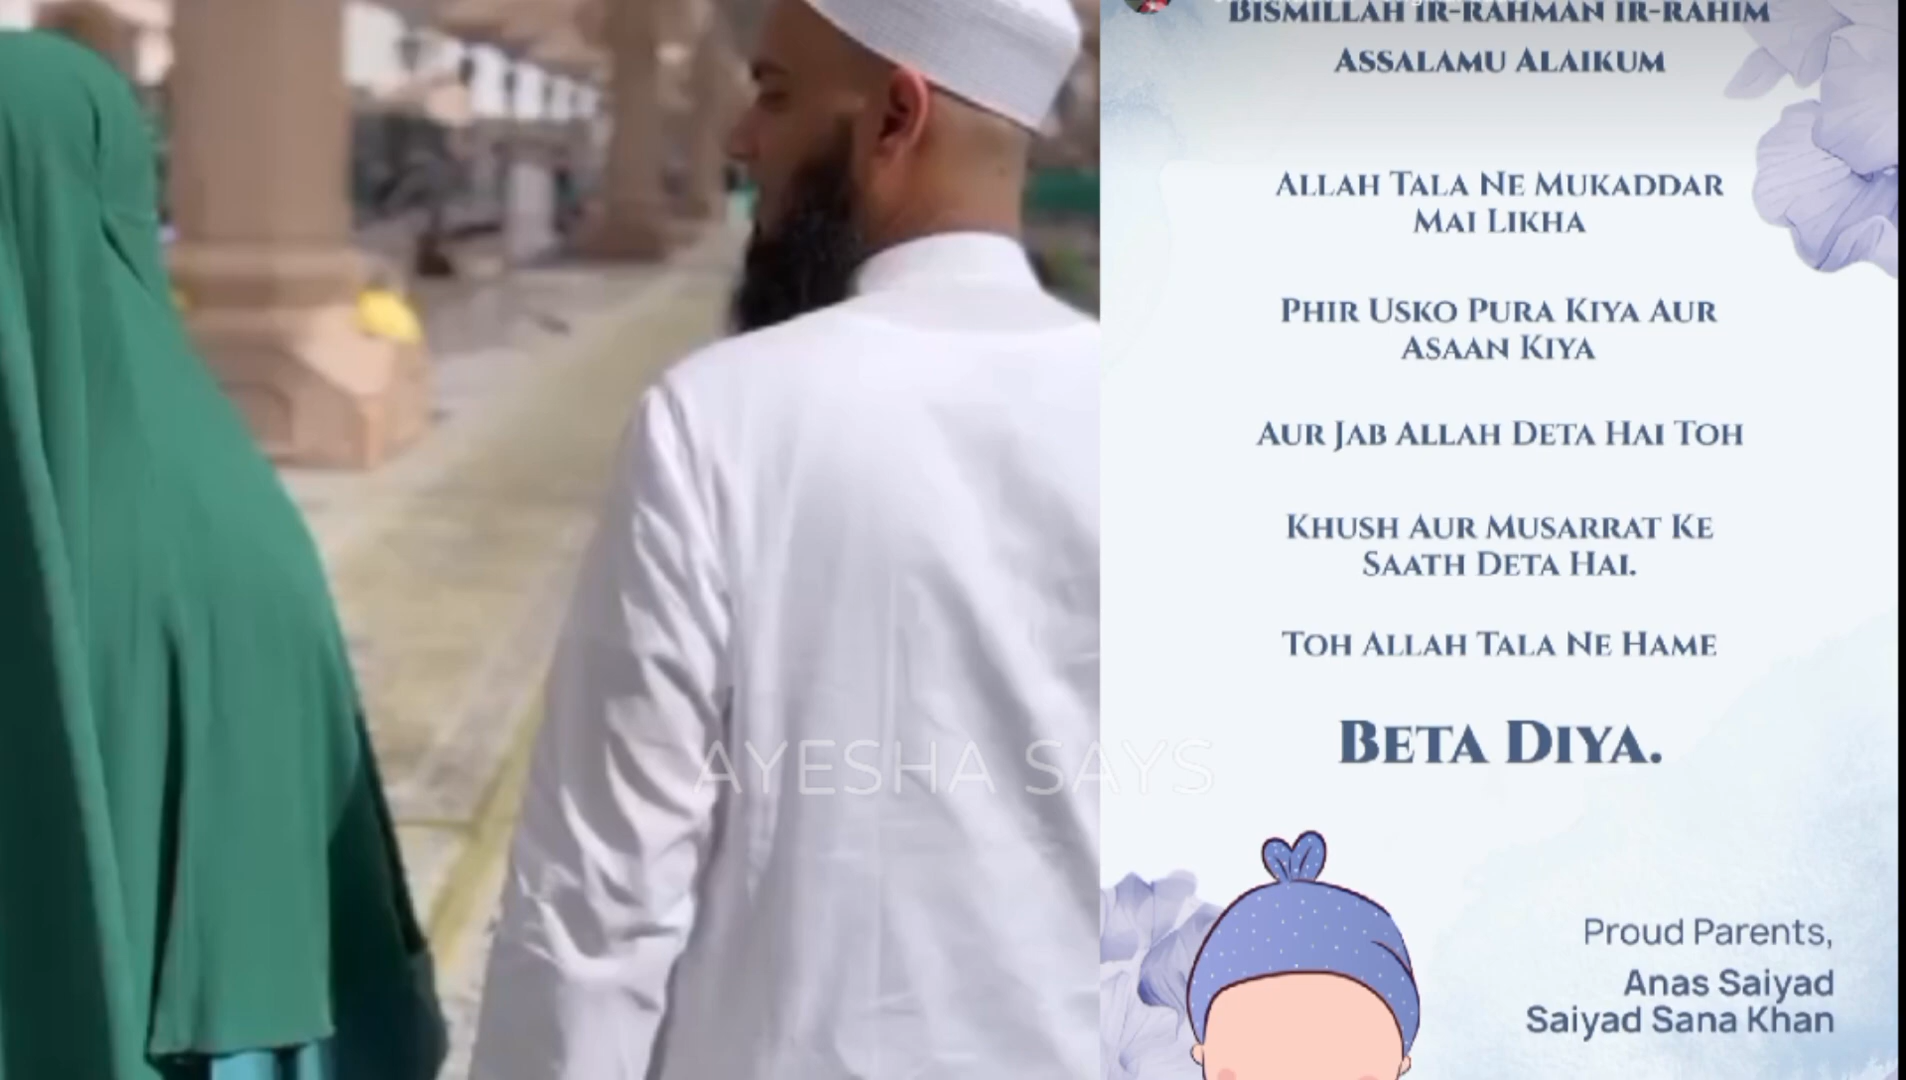 BISMILLAH IR-RAHMAN IR-RAHIM
ASSALAMU ALAIKUM
ALLAH TALA NE MUKADDAR
MAI LIKHA
PHIR USKO PURA KIYA AUR
ASAAN KIYA
AUR JAB ALLAH DETA HAI TOH
KHUSH AUR MUSARRAT KE
SAATH DETA HAI.
TOH ALLAH TALA NE HAME
BETA DIYA.
AYESHA SAYS
Proud Parents,
Anas Saiyad
Saiyad Sana Khan